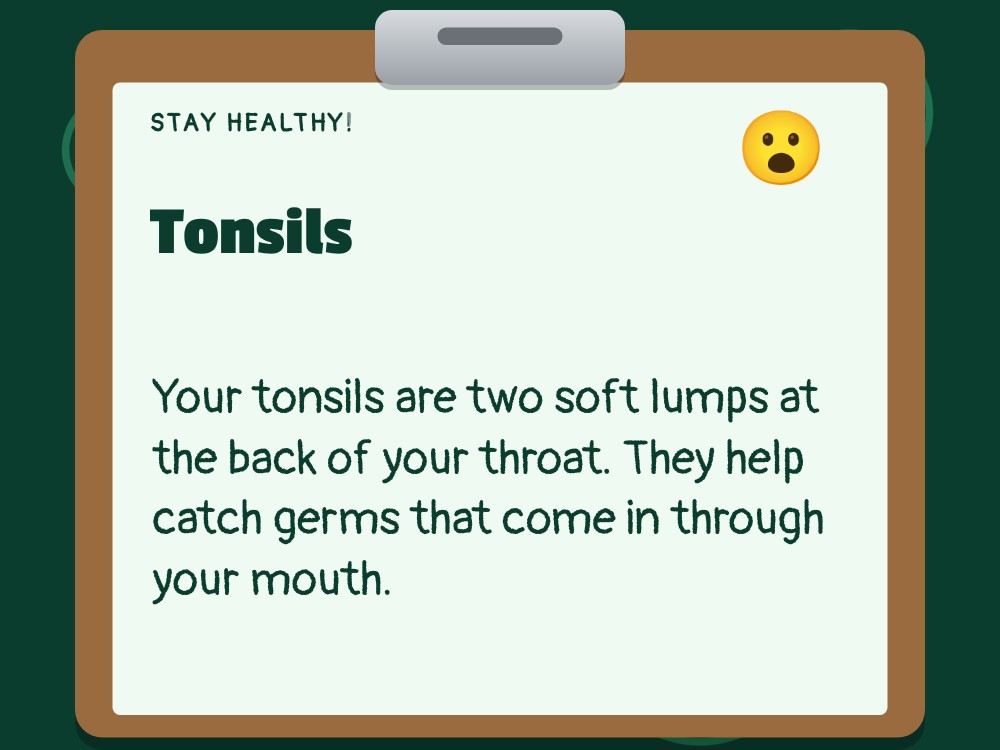 STAY HEALTHY!
Tonsils
Your tonsils are two soft lumps at
the back of your throat. They help
catch germs that come in through
your mouth.